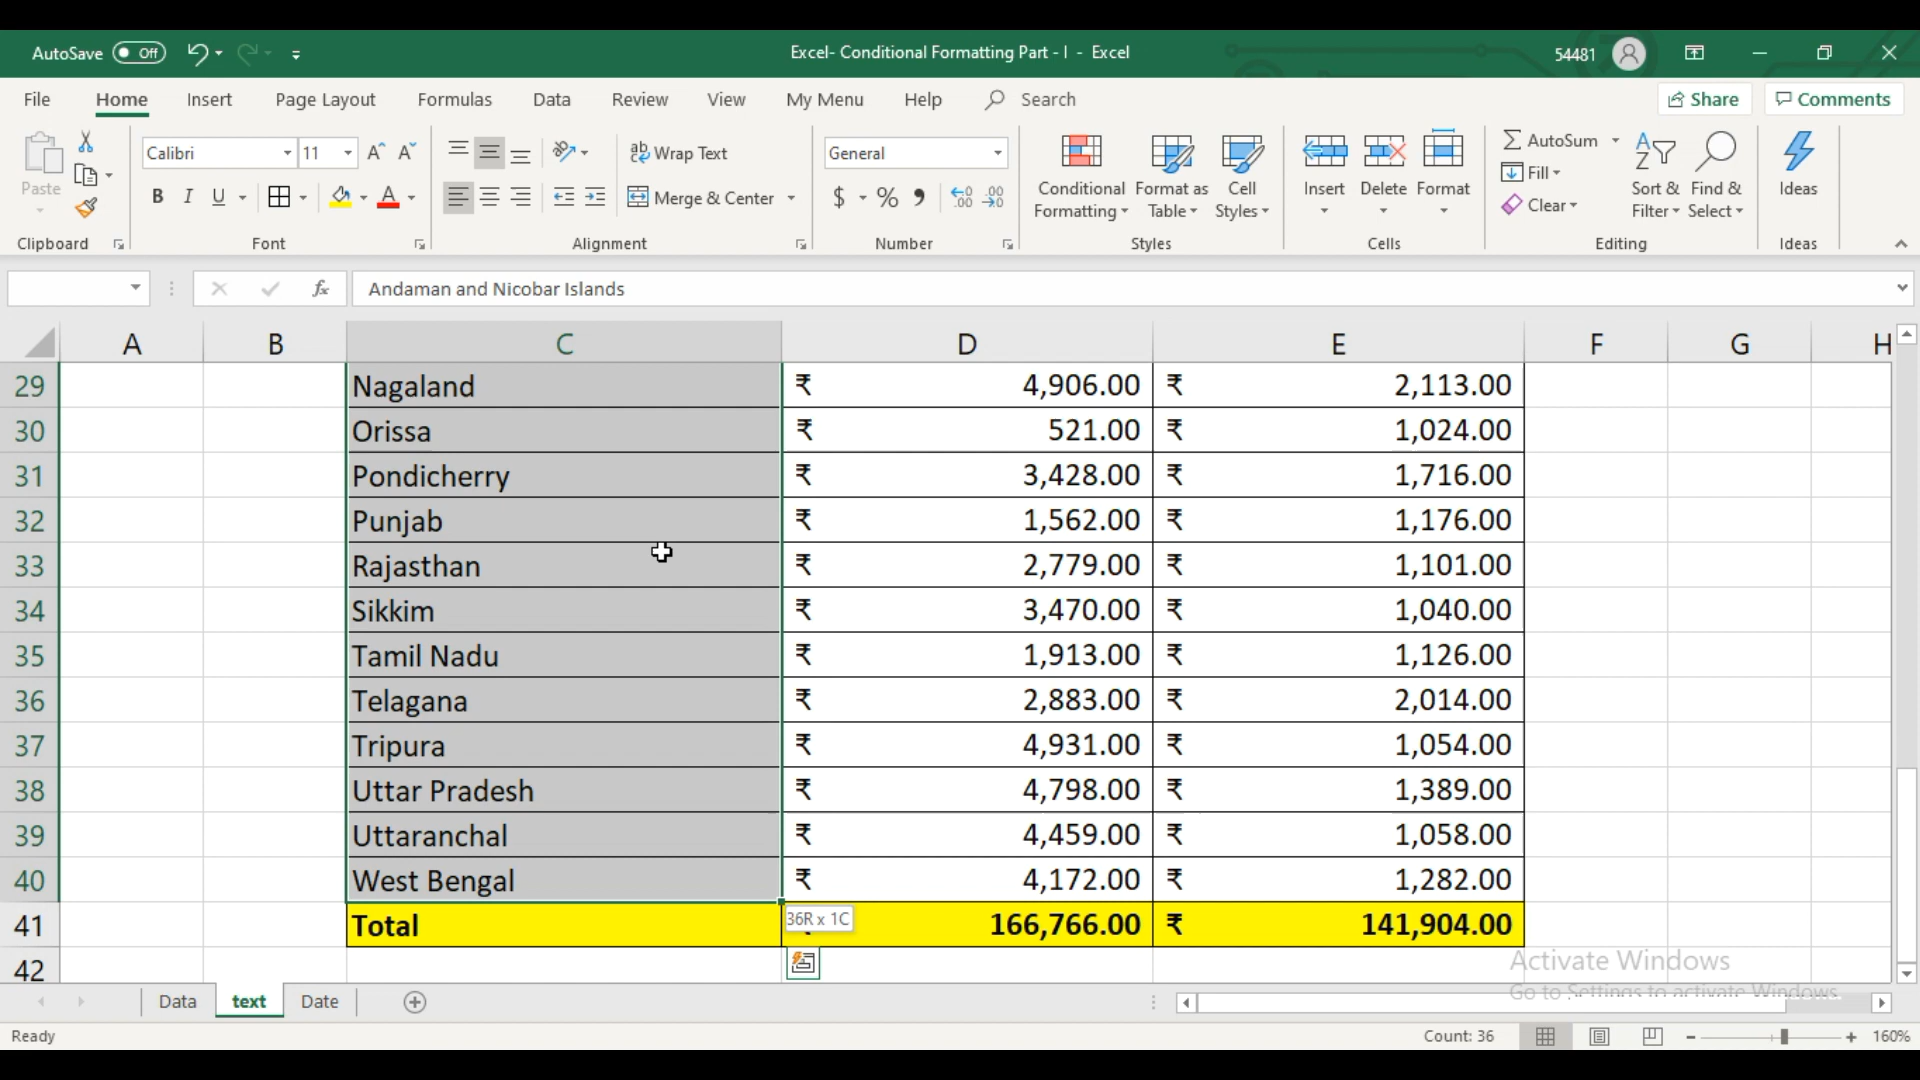 AutoSave Off Excel- Conditional Formatting Part - I - Excel 54481
File Home Insert Page Layout Formulas Data Review View My Menu Help Search Share Comments
Paste
Clipboard
Calibri 11
B I U
Font
Wrap Text
Merge & Center
Alignment
General
$ % ,
Number
Conditional Formatting
Format as Table
Cell Styles
Styles
Insert Delete Format
Cells
AutoSum
Fill
Clear
Sort & Filter
Find & Select
Editing
Ideas
Ideas
fx Andaman and Nicobar Islands
A B C D E F G H
29 Nagaland ₹ 4,906.00 ₹ 2,113.00
30 Orissa ₹ 521.00 ₹ 1,024.00
31 Pondicherry ₹ 3,428.00 ₹ 1,716.00
32 Punjab ₹ 1,562.00 ₹ 1,176.00
33 Rajasthan ₹ 2,779.00 ₹ 1,101.00
34 Sikkim ₹ 3,470.00 ₹ 1,040.00
35 Tamil Nadu ₹ 1,913.00 ₹ 1,126.00
36 Telagana ₹ 2,883.00 ₹ 2,014.00
37 Tripura ₹ 4,931.00 ₹ 1,054.00
38 Uttar Pradesh ₹ 4,798.00 ₹ 1,389.00
39 Uttaranchal ₹ 4,459.00 ₹ 1,058.00
40 West Bengal ₹ 4,172.00 ₹ 1,282.00
41 Total 166,766.00 ₹ 141,904.00
36R x 1C
42
Activate Windows
Go to Settings to activate Windows.
Data text Date
Ready Count: 36 160%